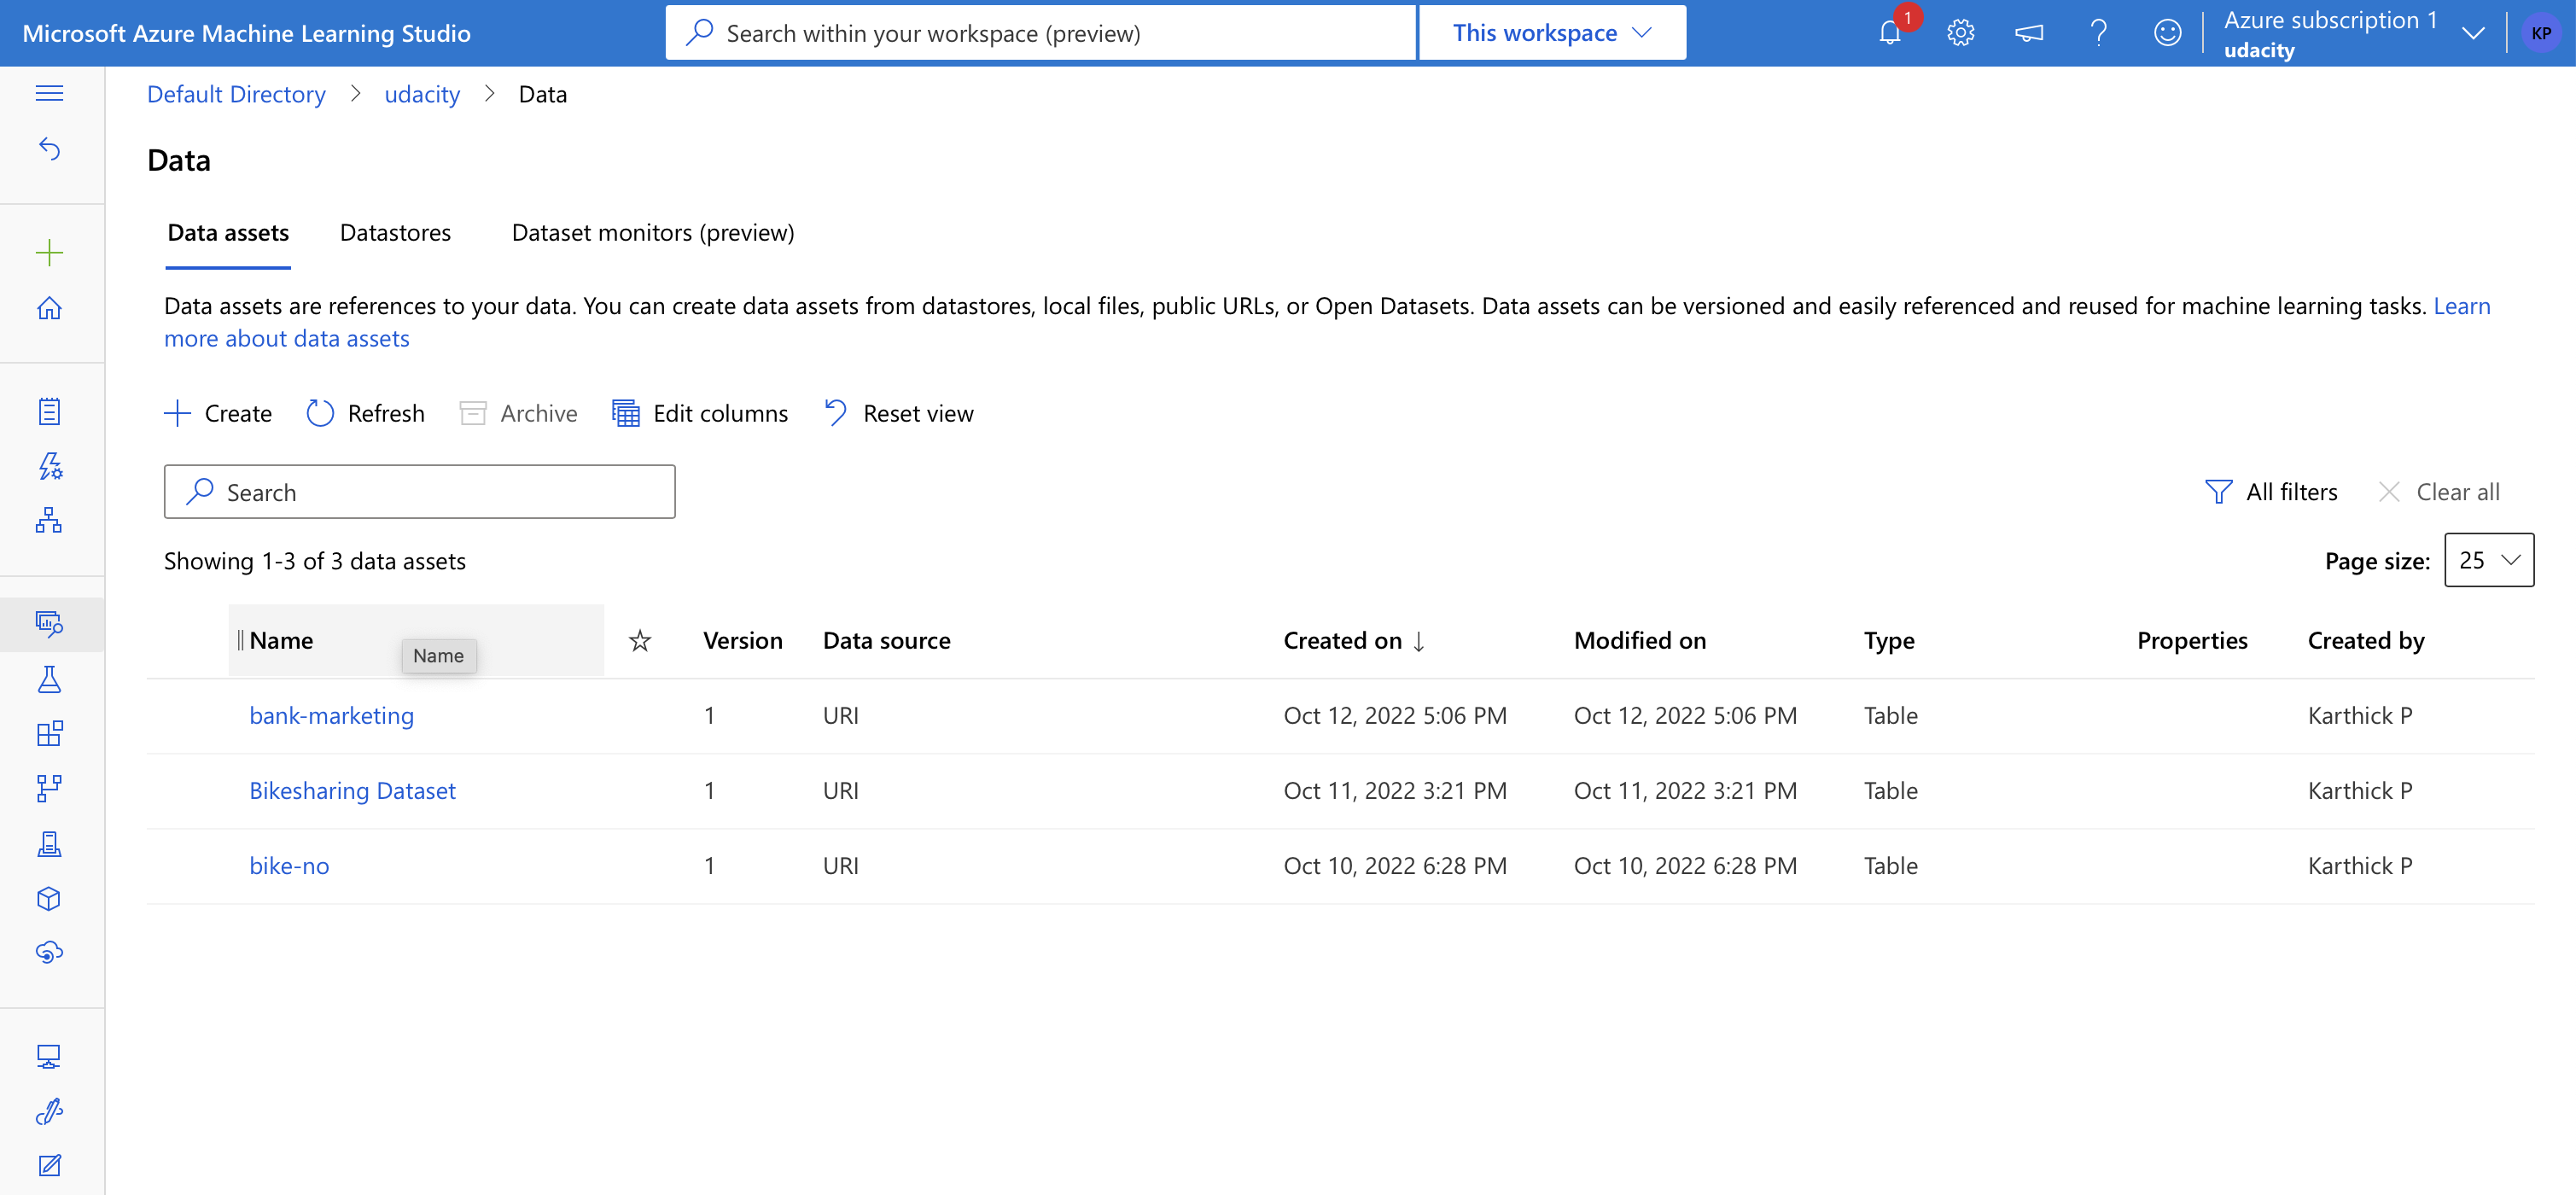 Microsoft Azure Machine Learning Studio
Search within your workspace (preview)
This workspace
1
Azure subscription 1
udacity
KP
Default Directory > udacity > Data
Data
Data assets
Datastores
Dataset monitors (preview)
Data assets are references to your data. You can create data assets from datastores, local files, public URLs, or Open Datasets. Data assets can be versioned and easily referenced and reused for machine learning tasks. Learn
more about data assets
Create
Refresh
Archive
Edit columns
Reset view
Search
All filters
Clear all
Showing 1-3 of 3 data assets
Page size: 25
Name Version Data source Created on ↓ Modified on Type Properties Created by
Name
bank-marketing 1 URI Oct 12, 2022 5:06 PM Oct 12, 2022 5:06 PM Table Karthick P
Bikesharing Dataset 1 URI Oct 11, 2022 3:21 PM Oct 11, 2022 3:21 PM Table Karthick P
bike-no 1 URI Oct 10, 2022 6:28 PM Oct 10, 2022 6:28 PM Table Karthick P